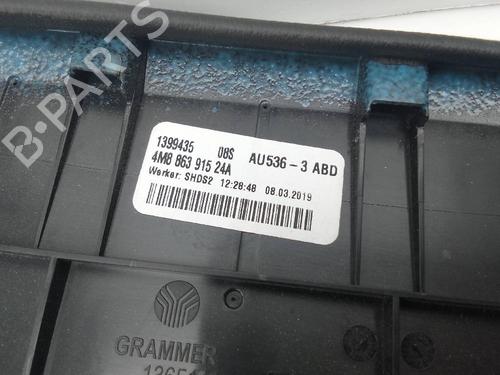 B-PARTS
1399435 08S AU536-3 ABD
4M8 863 915 24A
Werker: SHDS2 12:28:48 08.03.2019
GRAMMER